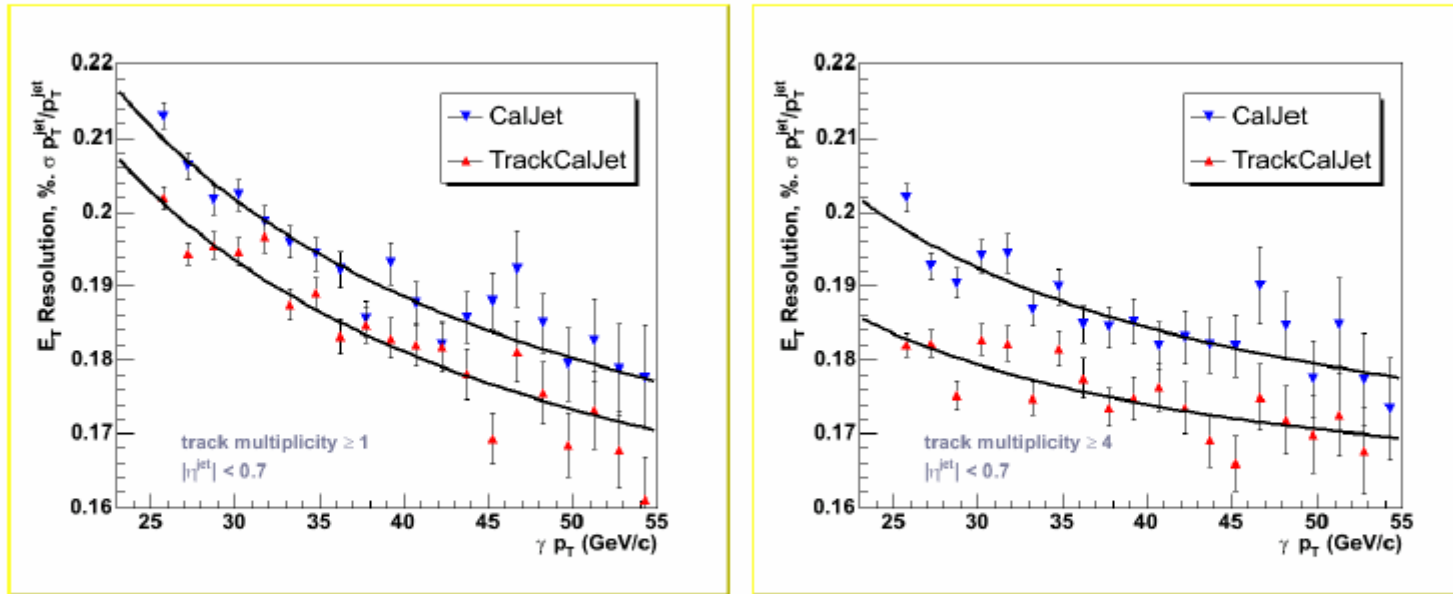 0.22
0.21
0.2
0.19
0.18
0.17
0.16
E_T Resolution, %. σ p_T^jet/p_T^jet
CalJet
TrackCalJet
track multiplicity ≥ 1
|η^jet| < 0.7
25 30 35 40 45 50 55
γ p_T (GeV/c)
0.22
0.21
0.2
0.19
0.18
0.17
0.16
E_T Resolution, %. σ p_T^jet/p_T^jet
CalJet
TrackCalJet
track multiplicity ≥ 4
|η^jet| < 0.7
25 30 35 40 45 50 55
γ p_T (GeV/c)